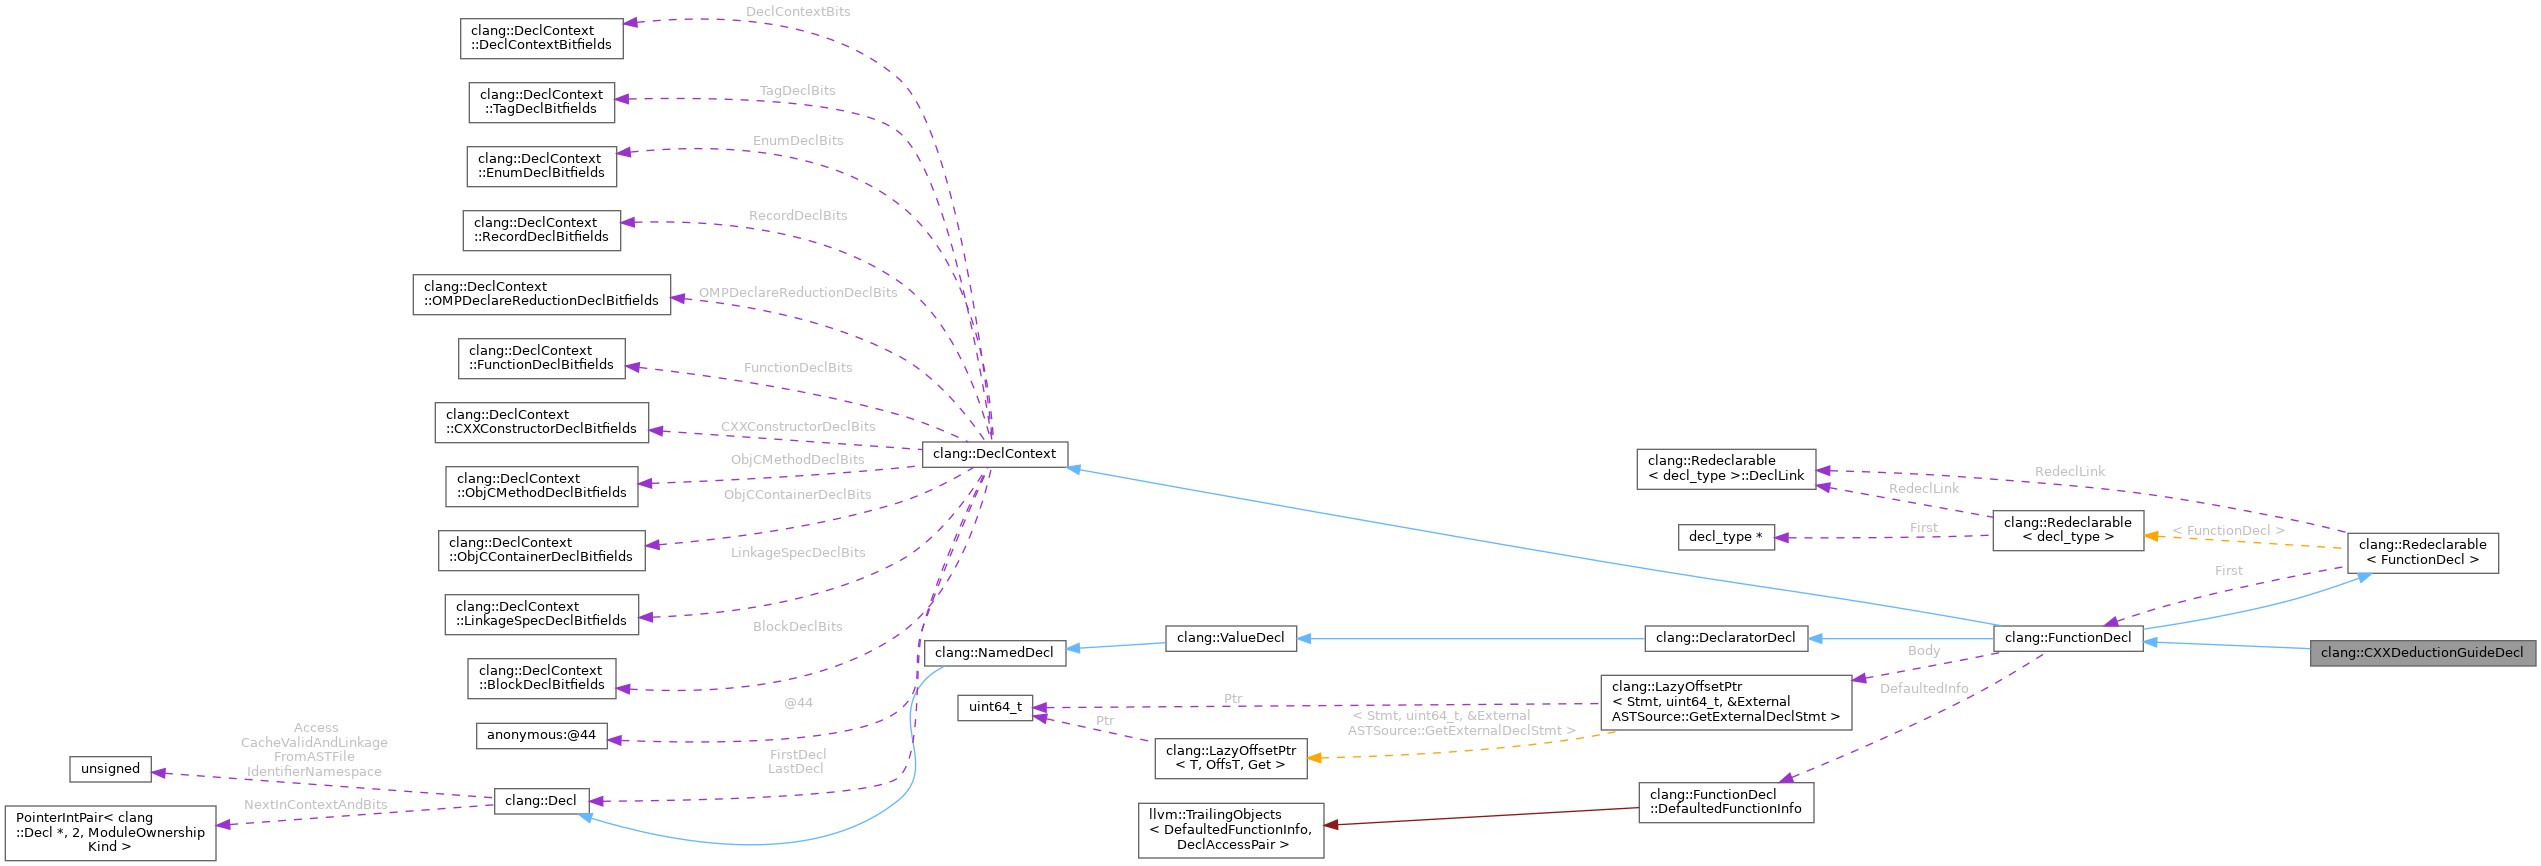 DeclContextBits
clang::DeclContext
::DeclContextBitfields
TagDeclBits
clang::DeclContext
::TagDeclBitfields
EnumDeclBits
clang::DeclContext
::EnumDeclBitfields
RecordDeclBits
clang::DeclContext
::RecordDeclBitfields
OMPDeclareReductionDeclBits
clang::DeclContext
::OMPDeclareReductionDeclBitfields
FunctionDeclBits
clang::DeclContext
::FunctionDeclBitfields
CXXConstructorDeclBits
clang::DeclContext
::CXXConstructorDeclBitfields
ObjCMethodDeclBits
clang::DeclContext
::ObjCMethodDeclBitfields
ObjCContainerDeclBits
clang::DeclContext
::ObjCContainerDeclBitfields
LinkageSpecDeclBits
clang::DeclContext
::LinkageSpecDeclBitfields
BlockDeclBits
clang::DeclContext
::BlockDeclBitfields
@44
anonymous:@44
FirstDecl
LastDecl
Access
CacheValidAndLinkage
FromASTFile
IdentifierNamespace
unsigned
NextInContextAndBits
PointerIntPair< clang
::Decl *, 2, ModuleOwnership
Kind >
clang::Decl
clang::DeclContext
clang::NamedDecl
clang::ValueDecl
clang::DeclaratorDecl
uint64_t
Ptr
Ptr
< Stmt, uint64_t, &External
ASTSource::GetExternalDeclStmt >
clang::LazyOffsetPtr
< T, OffsT, Get >
clang::LazyOffsetPtr
< Stmt, uint64_t, &External
ASTSource::GetExternalDeclStmt >
llvm::TrailingObjects
< DefaultedFunctionInfo,
DeclAccessPair >
clang::FunctionDecl
::DefaultedFunctionInfo
clang::Redeclarable
< decl_type >::DeclLink
RedeclLink
RedeclLink
decl_type *
First
clang::Redeclarable
< decl_type >
< FunctionDecl >
clang::Redeclarable
< FunctionDecl >
First
clang::FunctionDecl
Body
DefaultedInfo
clang::CXXDeductionGuideDecl